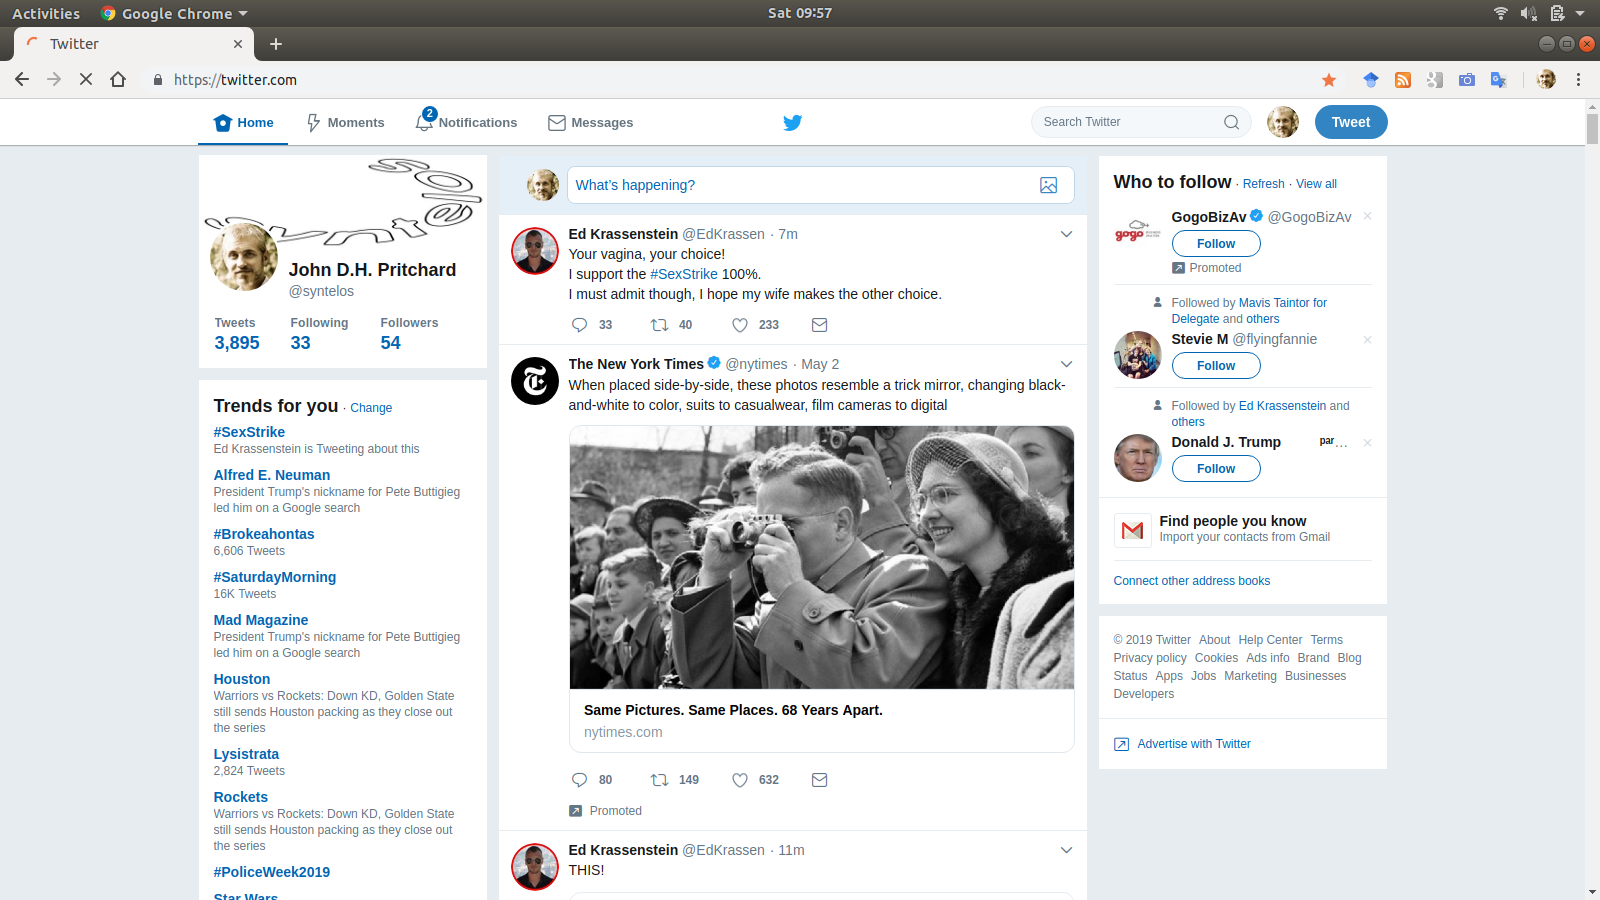 Activities
Google Chrome
Sat 09:57
Twitter
https://twitter.com
Home
Moments
2
Notifications
Messages
Search Twitter
Tweet
John D.H. Pritchard
@syntelos
Tweets Following Followers
3,895 33 54
Trends for you · Change
#SexStrike
Ed Krassenstein is Tweeting about this
Alfred E. Neuman
President Trump's nickname for Pete Buttigieg
led him on a Google search
#Brokeahontas
6,606 Tweets
#SaturdayMorning
16K Tweets
Mad Magazine
President Trump's nickname for Pete Buttigieg
led him on a Google search
Houston
Warriors vs Rockets: Down KD, Golden State
still sends Houston packing as they close out
the series
Lysistrata
2,824 Tweets
Rockets
Warriors vs Rockets: Down KD, Golden State
still sends Houston packing as they close out
the series
#PoliceWeek2019
Star Wars
What's happening?
Ed Krassenstein @EdKrassen · 7m
Your vagina, your choice!
I support the #SexStrike 100%.
I must admit though, I hope my wife makes the other choice.
33 40 233
The New York Times @nytimes · May 2
When placed side-by-side, these photos resemble a trick mirror, changing black-
and-white to color, suits to casualwear, film cameras to digital
Same Pictures. Same Places. 68 Years Apart.
nytimes.com
80 149 632
Promoted
Ed Krassenstein @EdKrassen · 11m
THIS!
Who to follow · Refresh · View all
gogo
GogoBizAv @GogoBizAv
Follow
Promoted
Followed by Mavis Taintor for
Delegate and others
Stevie M @flyingfannie
Follow
Followed by Ed Krassenstein and
others
Donald J. Trump par…
Follow
Find people you know
Import your contacts from Gmail
Connect other address books
© 2019 Twitter About Help Center Terms
Privacy policy Cookies Ads info Brand Blog
Status Apps Jobs Marketing Businesses
Developers
Advertise with Twitter